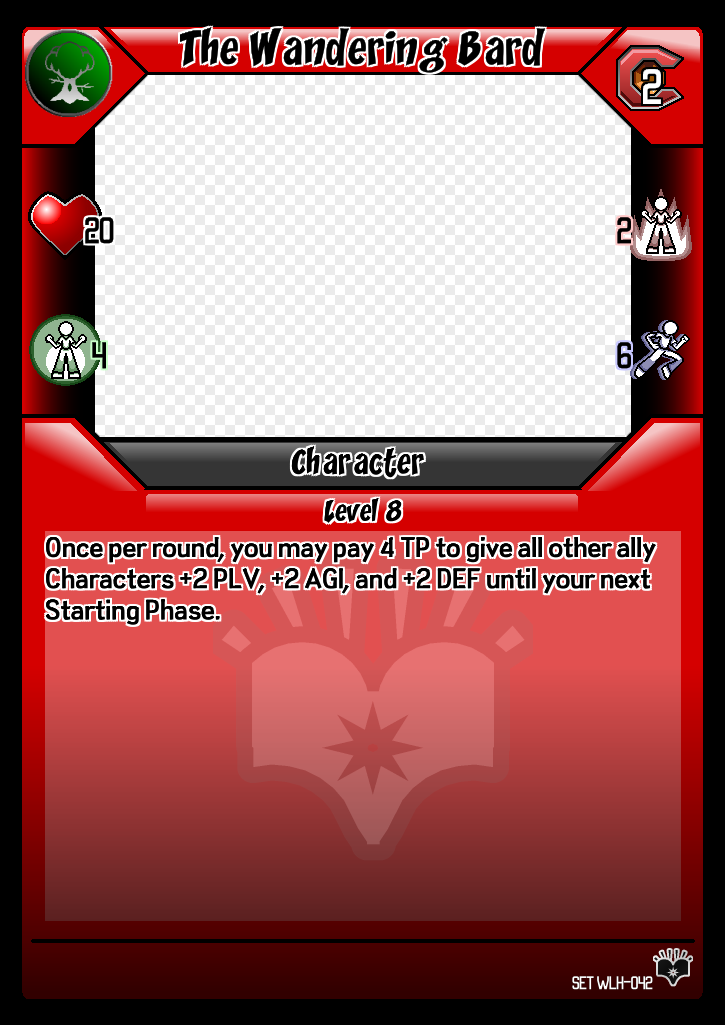 The Wandering Bard
2
20
2
4
6
Character
Level 8
Once per round, you may pay 4 TP to give all other ally
Characters +2 PLV, +2 AGI, and +2 DEF until your next
Starting Phase.
SET WLH-042